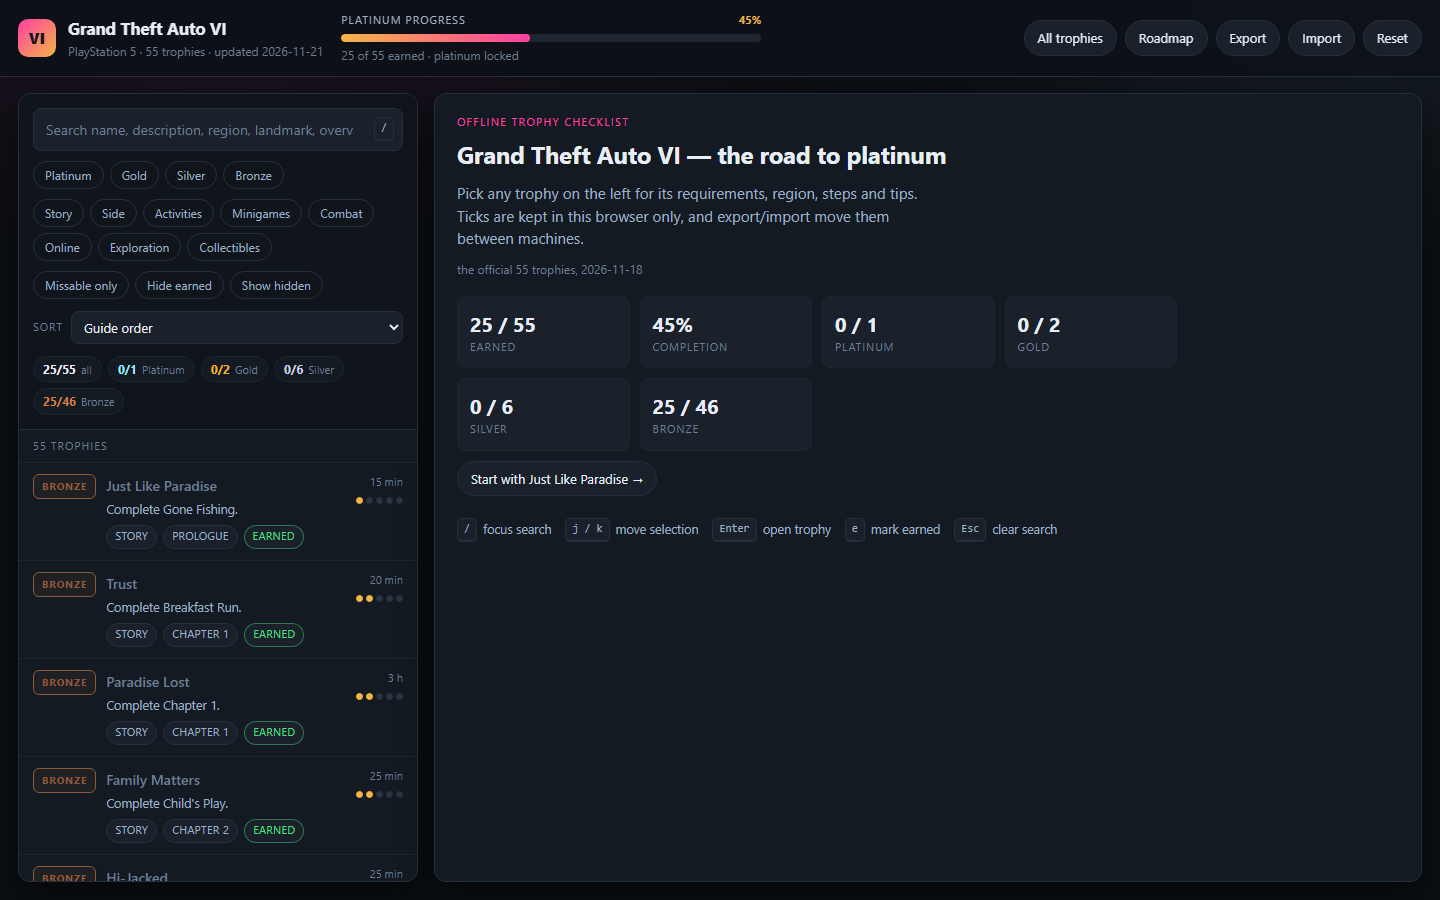 VI
Grand Theft Auto VI
PlayStation 5 · 55 trophies · updated 2026-11-21
PLATINUM PROGRESS
45%
25 of 55 earned · platinum locked
All trophies
Roadmap
Export
Import
Reset
Search name, description, region, landmark, overv
/
Platinum
Gold
Silver
Bronze
Story
Side
Activities
Minigames
Combat
Online
Exploration
Collectibles
Missable only
Hide earned
Show hidden
SORT
Guide order
25/55 all
0/1 Platinum
0/2 Gold
0/6 Silver
25/46 Bronze
55 TROPHIES
BRONZE
Just Like Paradise
15 min
Complete Gone Fishing.
STORY
PROLOGUE
EARNED
BRONZE
Trust
20 min
Complete Breakfast Run.
STORY
CHAPTER 1
EARNED
BRONZE
Paradise Lost
3 h
Complete Chapter 1.
STORY
CHAPTER 1
EARNED
BRONZE
Family Matters
25 min
Complete Child's Play.
STORY
CHAPTER 2
EARNED
BRONZE
Hi-Jacked
25 min
OFFLINE TROPHY CHECKLIST
Grand Theft Auto VI — the road to platinum
Pick any trophy on the left for its requirements, region, steps and tips.
Ticks are kept in this browser only, and export/import move them
between machines.
the official 55 trophies, 2026-11-18
25 / 55
EARNED
45%
COMPLETION
0 / 1
PLATINUM
0 / 2
GOLD
0 / 6
SILVER
25 / 46
BRONZE
Start with Just Like Paradise →
/ focus search
j / k move selection
Enter open trophy
e mark earned
Esc clear search